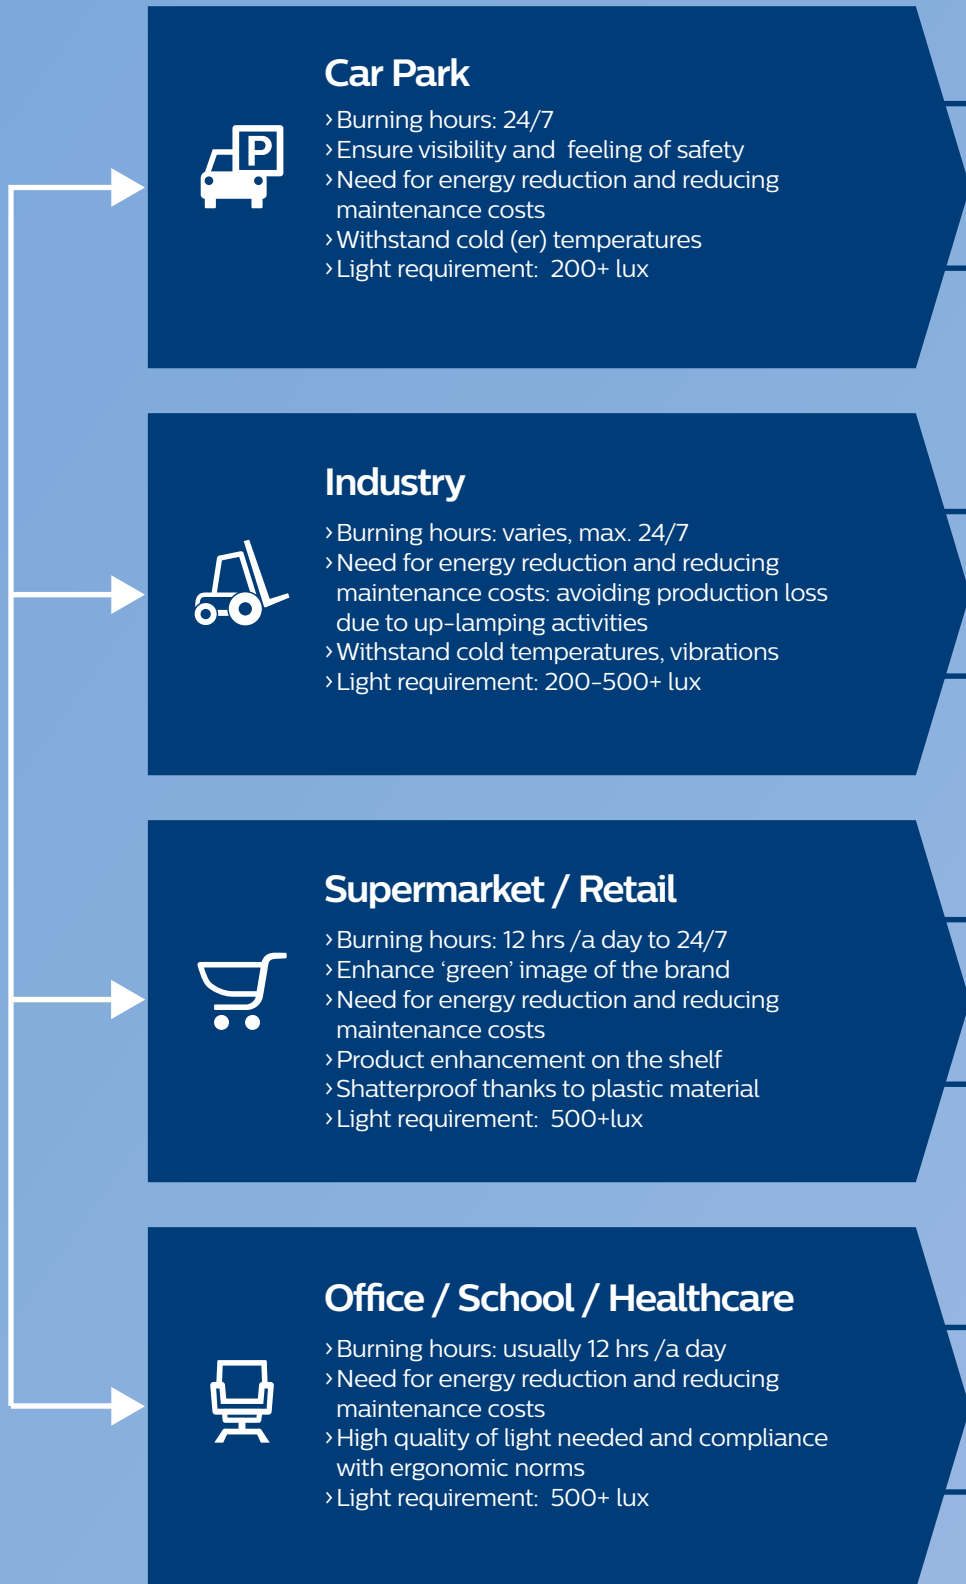 Car Park
P
› Burning hours: 24/7
› Ensure visibility and feeling of safety
› Need for energy reduction and reducing
maintenance costs
› Withstand cold (er) temperatures
› Light requirement: 200+ lux
Industry
› Burning hours: varies, max. 24/7
› Need for energy reduction and reducing
maintenance costs: avoiding production loss
due to up-lamping activities
› Withstand cold temperatures, vibrations
› Light requirement: 200-500+ lux
Supermarket / Retail
› Burning hours: 12 hrs /a day to 24/7
› Enhance ‘green’ image of the brand
› Need for energy reduction and reducing
maintenance costs
› Product enhancement on the shelf
› Shatterproof thanks to plastic material
› Light requirement: 500+lux
Office / School / Healthcare
› Burning hours: usually 12 hrs /a day
› Need for energy reduction and reducing
maintenance costs
› High quality of light needed and compliance
with ergonomic norms
› Light requirement: 500+ lux